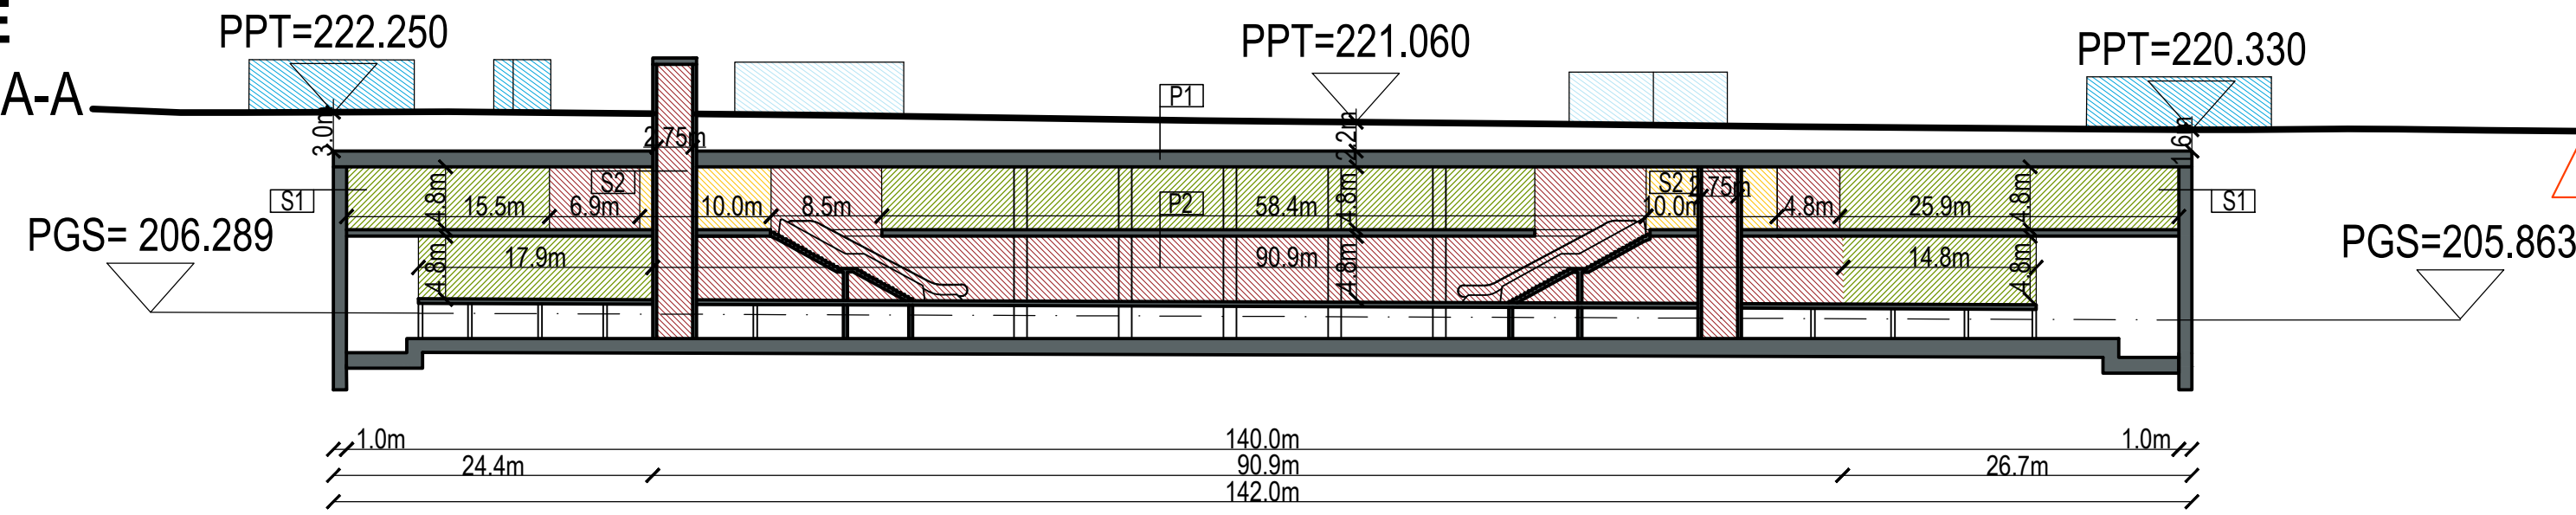 E
A-A
PPT=222.250
PPT=221.060
PPT=220.330
3.0m
2.75m
P1
2.2m
1.6m
S1
4.8m
15.5m
6.9m
S2
10.0m
8.5m
P2
58.4m
4.8m
S2
2.75m
10.0m
4.8m
25.9m
4.8m
S1
PGS= 206.289
4.8m
17.9m
90.9m
4.8m
14.8m
4.8m
PGS=205.863
1.0m
140.0m
1.0m
24.4m
90.9m
26.7m
142.0m